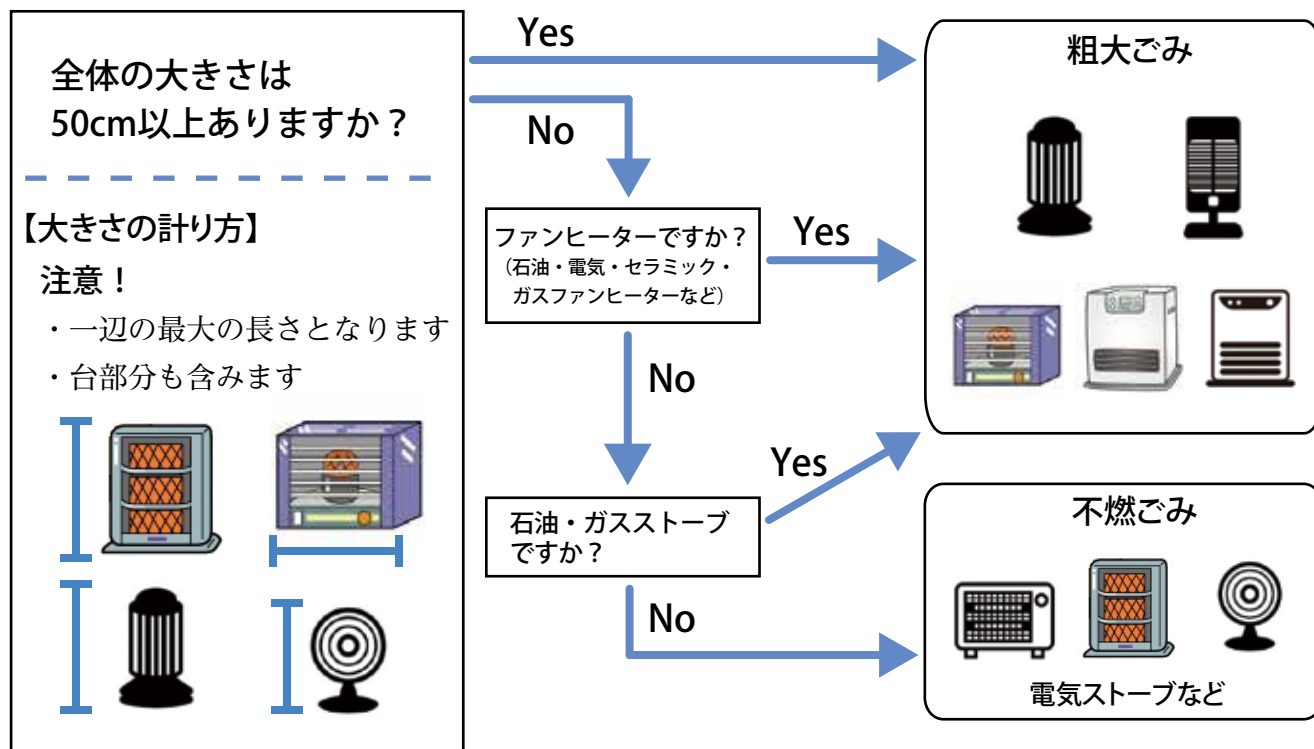 全体の大きさは
50cm以上ありますか？
【大きさの計り方】
注意！
・一辺の最大の長さとなります
・台部分も含みます
Yes
No
ファンヒーターですか？
（石油・電気・セラミック・
ガスファンヒーターなど）
Yes
No
石油・ガスストーブ
ですか？
Yes
No
粗大ごみ
不燃ごみ
電気ストーブなど